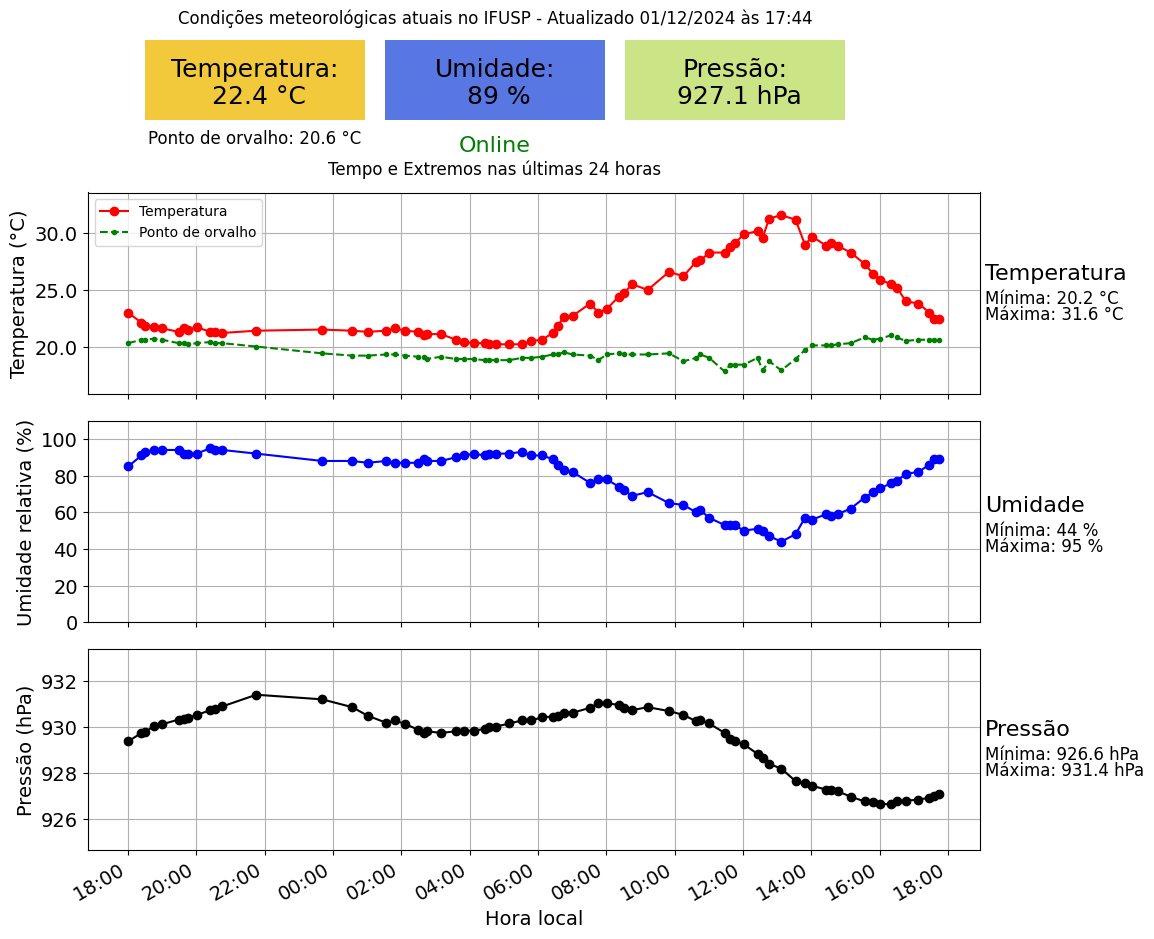 Condições meteorológicas atuais no IFUSP - Atualizado 01/12/2024 às 17:44
Temperatura:
22.4 °C
Umidade:
89 %
Pressão:
927.1 hPa
Ponto de orvalho: 20.6 °C
Online
Tempo e Extremos nas últimas 24 horas
Temperatura (°C)
30.0
25.0
20.0
Temperatura
Ponto de orvalho
Temperatura
Mínima: 20.2 °C
Máxima: 31.6 °C
Umidade relativa (%)
100
80
60
40
20
0
Umidade
Mínima: 44 %
Máxima: 95 %
Pressão (hPa)
932
930
928
926
Pressão
Mínima: 926.6 hPa
Máxima: 931.4 hPa
18:00
20:00
22:00
00:00
02:00
04:00
06:00
08:00
10:00
12:00
14:00
16:00
18:00
Hora local